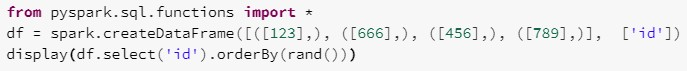 from pyspark.sql.functions import *
df = spark.createDataFrame([([123],), ([666],), ([456],), ([789],)],  ['id'])
display(df.select('id').orderBy(rand()))